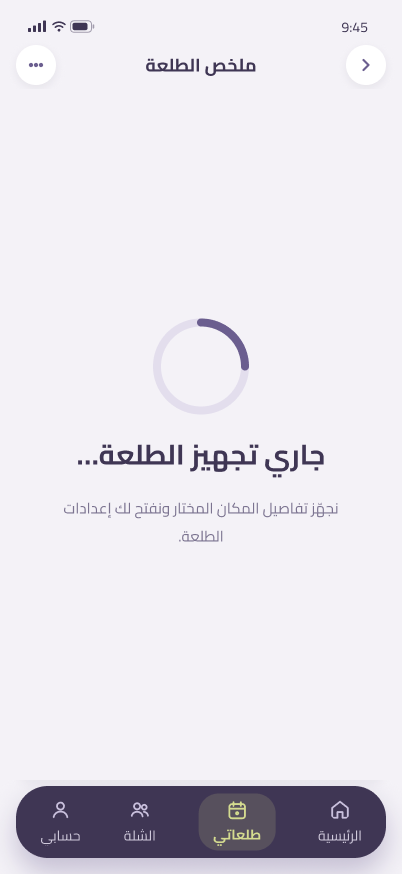 9:45
ملخص الطلعة
جاري تجهيز الطلعة...
نجهّز تفاصيل المكان المختار ونفتح لك إعدادات
الطلعة.
الرئيسية
طلعاتي
الشلة
حسابي